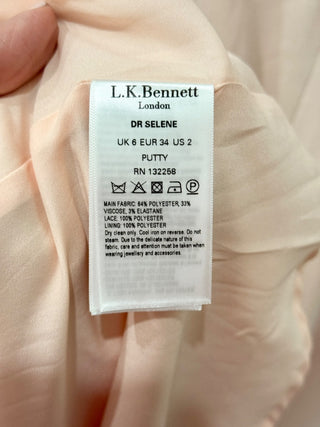 L.K.Bennett
London
DR SELENE
UK 6 EUR 34 US 2
PUTTY
RN 132258
MAIN FABRIC: 64% POLYESTER, 33%
VISCOSE, 3% ELASTANE
LACE: 100% POLYESTER
LINING: 100% POLYESTER
Dry clean only. Cool iron on reverse. Do not
steam. Due to the delicate nature of this
fabric, care and attention must be taken when
wearing jewellery and accessories.